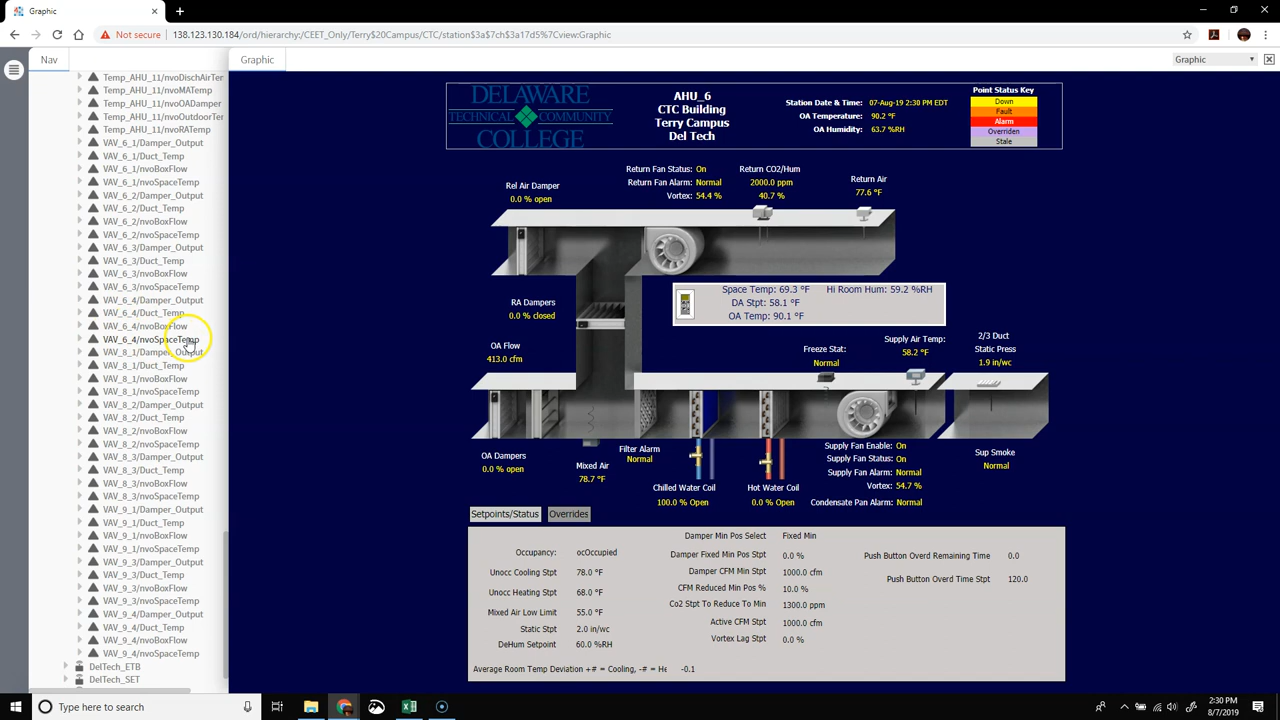 Graphic
Not secure 138.123.130.184/ord/hierarchy:/CEET_Only/Terry$20Campus/CTC/station$3a$7ch$3a17d5%7Cview:Graphic
Nav
Graphic
Graphic
Temp_AHU_11/nvoDischAirTer
Temp_AHU_11/nvoMATemp
Temp_AHU_11/nvoOADamper
Temp_AHU_11/nvoOutdoorTer
Temp_AHU_11/nvoRATemp
VAV_6_1/Damper_Output
VAV_6_1/Duct_Temp
VAV_6_1/nvoBoxFlow
VAV_6_1/nvoSpaceTemp
VAV_6_2/Damper_Output
VAV_6_2/Duct_Temp
VAV_6_2/nvoBoxFlow
VAV_6_2/nvoSpaceTemp
VAV_6_3/Damper_Output
VAV_6_3/Duct_Temp
VAV_6_3/nvoBoxFlow
VAV_6_3/nvoSpaceTemp
VAV_6_4/Damper_Output
VAV_6_4/Duct_Temp
VAV_6_4/nvoBoxFlow
VAV_6_4/nvoSpaceTemp
VAV_8_1/Damper_Output
VAV_8_1/Duct_Temp
VAV_8_1/nvoBoxFlow
VAV_8_1/nvoSpaceTemp
VAV_8_2/Damper_Output
VAV_8_2/Duct_Temp
VAV_8_2/nvoBoxFlow
VAV_8_2/nvoSpaceTemp
VAV_8_3/Damper_Output
VAV_8_3/Duct_Temp
VAV_8_3/nvoBoxFlow
VAV_8_3/nvoSpaceTemp
VAV_9_1/Damper_Output
VAV_9_1/Duct_Temp
VAV_9_1/nvoBoxFlow
VAV_9_1/nvoSpaceTemp
VAV_9_3/Damper_Output
VAV_9_3/Duct_Temp
VAV_9_3/nvoBoxFlow
VAV_9_3/nvoSpaceTemp
VAV_9_4/Damper_Output
VAV_9_4/Duct_Temp
VAV_9_4/nvoBoxFlow
VAV_9_4/nvoSpaceTemp
DelTech_ETB
DelTech_SET
DELAWARE
TECHNICAL COMMUNITY
COLLEGE
AHU_6
CTC Building
Terry Campus
Del Tech
Station Date & Time: 07-Aug-19 2:30 PM EDT
OA Temperature: 90.2 °F
OA Humidity: 63.7 %RH
Point Status Key
Down
Fault
Alarm
Overriden
Stale
Rel Air Damper
0.0 % open
Return Fan Status: On
Return Fan Alarm: Normal
Vortex: 54.4 %
Return CO2/Hum
2000.0 ppm
40.7 %
Return Air
77.6 °F
Space Temp: 69.3 °F Hi Room Hum: 59.2 %RH
DA Stpt: 58.1 °F
OA Temp: 90.1 °F
RA Dampers
0.0 % closed
OA Flow
413.0 cfm
Freeze Stat:
Normal
Supply Air Temp:
58.2 °F
2/3 Duct
Static Press
1.9 in/wc
OA Dampers
0.0 % open
Mixed Air
78.7 °F
Filter Alarm
Normal
Chilled Water Coil
100.0 % Open
Hot Water Coil
0.0 % Open
Supply Fan Enable: On
Supply Fan Status: On
Supply Fan Alarm: Normal
Vortex: 54.7 %
Condensate Pan Alarm: Normal
Sup Smoke
Normal
Setpoints/Status Overrides
Occupancy: ocOccupied
Unocc Cooling Stpt 78.0 °F
Unocc Heating Stpt 68.0 °F
Mixed Air Low Limit 55.0 °F
Static Stpt 2.0 in/wc
DeHum Setpoint 60.0 %RH
Average Room Temp Deviation +# = Cooling, -# = He -0.1
Damper Min Pos Select Fixed Min
Damper Fixed Min Pos Stpt 0.0 %
Damper CFM Min Stpt 1000.0 cfm
CFM Reduced Min Pos % 10.0 %
Co2 Stpt To Reduce To Min 1300.0 ppm
Active CFM Stpt 1000.0 cfm
Vortex Lag Stpt 0.0 %
Push Button Overd Remaining Time 0.0
Push Button Overd Time Stpt 120.0
Type here to search
2:30 PM
8/7/2019